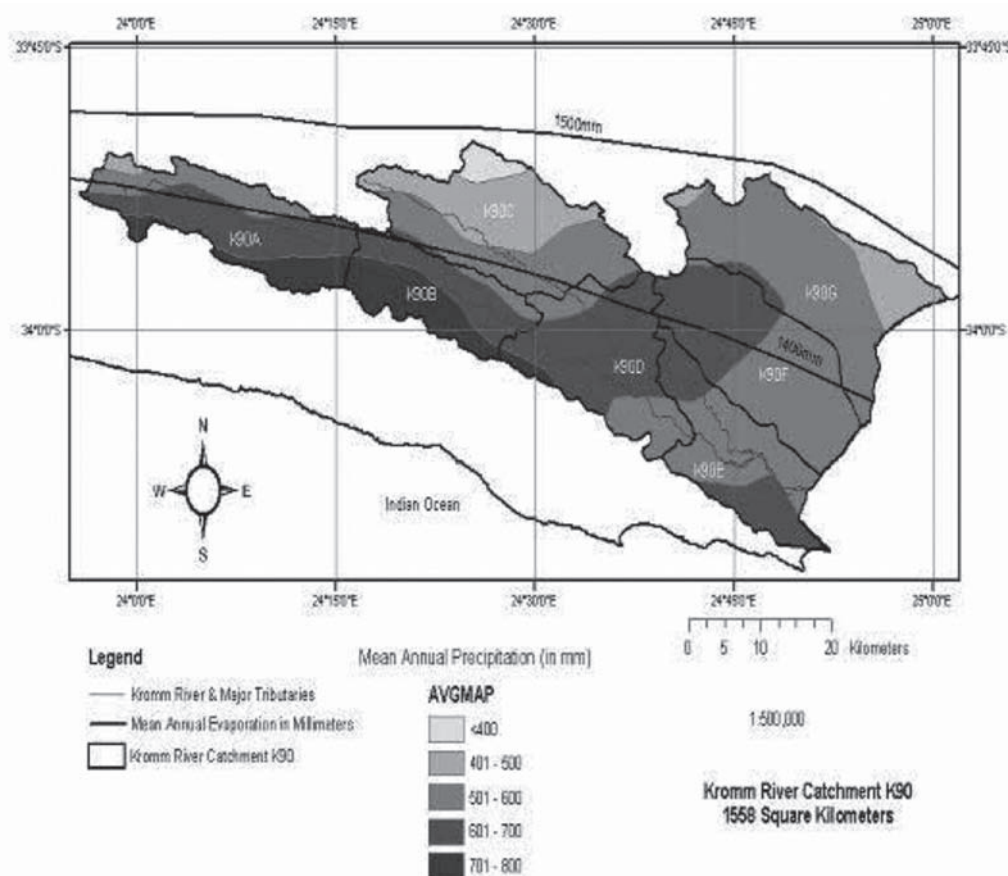 24°0'0"E 24°15'0"E 24°30'0"E 24°45'0"E 25°0'0"E
33°45'0"S 33°45'0"S
1500mm
K90C
K90A
K90B
K90G
34°0'0"S 34°0'0"S
1400mm
K90D
K90F
K90E
N
W E
S
Indian Ocean
24°0'0"E 24°15'0"E 24°30'0"E 24°45'0"E 25°0'0"E
0 5 10 20 Kilometers
Legend
Kromm River & Major Tributaries
Mean Annual Evaporation in Millimeters
Kromm River Catchment K90
Mean Annual Precipitation (in mm)
AVGMAP
<400
401 - 500
501 - 600
601 - 700
701 - 800
1:500,000
Kromm River Catchment K90
1558 Square Kilometers